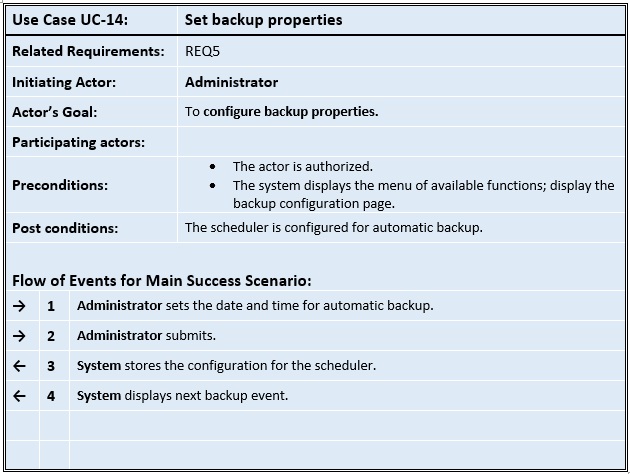 Use Case UC-14: Set backup properties
Related Requirements: REQ5
Initiating Actor: Administrator
Actor’s Goal: To configure backup properties.
Participating actors:
Preconditions:
• The actor is authorized.
• The system displays the menu of available functions; display the
backup configuration page.
Post conditions: The scheduler is configured for automatic backup.
Flow of Events for Main Success Scenario:
→ 1 Administrator sets the date and time for automatic backup.
→ 2 Administrator submits.
← 3 System stores the configuration for the scheduler.
← 4 System displays next backup event.